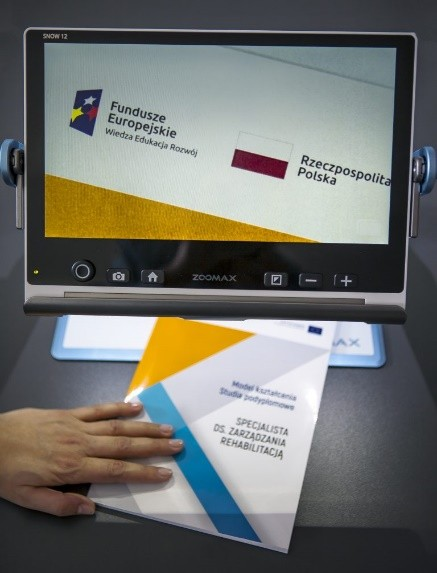 SNOW 12
Fundusze
Europejskie
Wiedza Edukacja Rozwój
Rzeczpospolita
Polska
ZOOMAX
Model kształcenia
Studia podyplomowe
SPECJALISTA
DS. ZARZĄDZANIA
REHABILITACJĄ